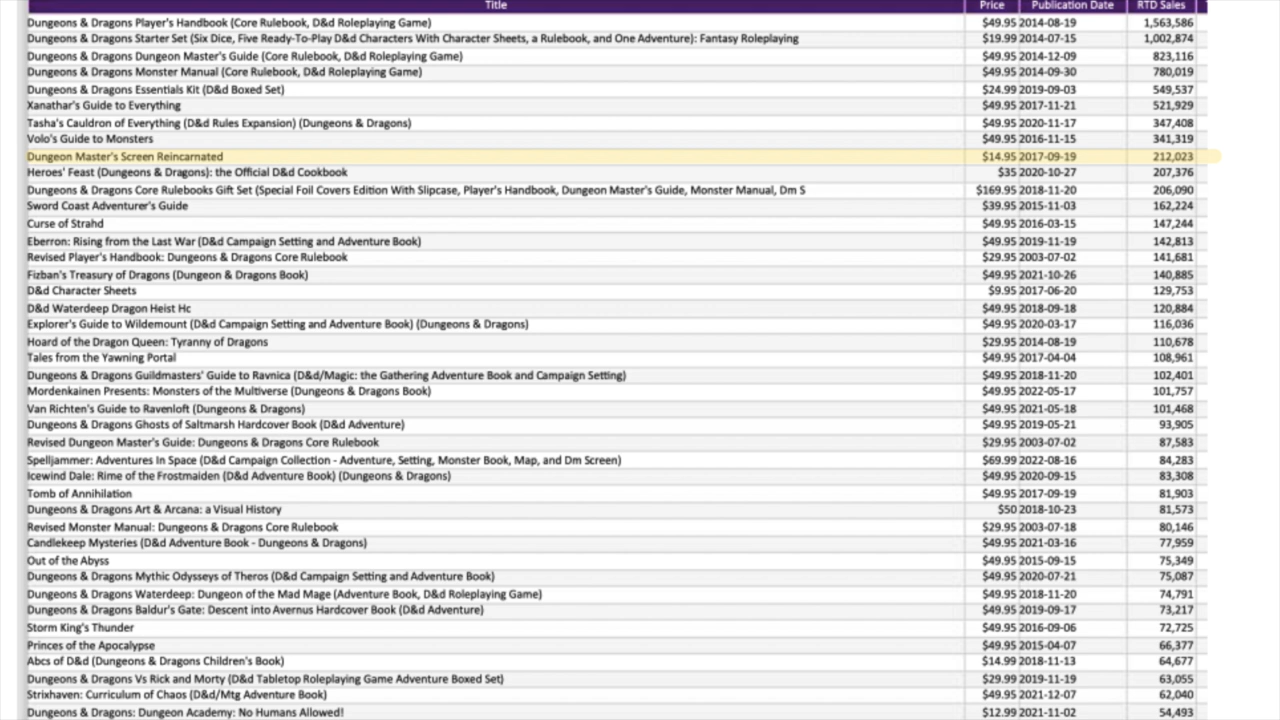 Title Price Publication Date RTD Sales
Dungeons & Dragons Player's Handbook (Core Rulebook, D&d Roleplaying Game) $49.95 2014-08-19 1,563,586
Dungeons & Dragons Starter Set (Six Dice, Five Ready-To-Play D&d Characters With Character Sheets, a Rulebook, and One Adventure): Fantasy Roleplaying $19.99 2014-07-15 1,002,874
Dungeons & Dragons Dungeon Master's Guide (Core Rulebook, D&d Roleplaying Game) $49.95 2014-12-09 823,116
Dungeons & Dragons Monster Manual (Core Rulebook, D&d Roleplaying Game) $49.95 2014-09-30 780,019
Dungeons & Dragons Essentials Kit (D&d Boxed Set) $24.99 2019-09-03 549,537
Xanathar's Guide to Everything $49.95 2017-11-21 521,929
Tasha's Cauldron of Everything (D&d Rules Expansion) (Dungeons & Dragons) $49.95 2020-11-17 347,408
Volo's Guide to Monsters $49.95 2016-11-15 341,319
Dungeon Master's Screen Reincarnated $14.95 2017-09-19 212,023
Heroes' Feast (Dungeons & Dragons): the Official D&d Cookbook $35 2020-10-27 207,376
Dungeons & Dragons Core Rulebooks Gift Set (Special Foil Covers Edition With Slipcase, Player's Handbook, Dungeon Master's Guide, Monster Manual, Dm S $169.95 2018-11-20 206,090
Sword Coast Adventurer's Guide $39.95 2015-11-03 162,224
Curse of Strahd $49.95 2016-03-15 147,244
Eberron: Rising from the Last War (D&d Campaign Setting and Adventure Book) $49.95 2019-11-19 142,813
Revised Player's Handbook: Dungeons & Dragons Core Rulebook $29.95 2003-07-02 141,681
Fizban's Treasury of Dragons (Dungeon & Dragons Book) $49.95 2021-10-26 140,885
D&d Character Sheets $9.95 2017-06-20 129,753
D&d Waterdeep Dragon Heist Hc $49.95 2018-09-18 120,884
Explorer's Guide to Wildemount (D&d Campaign Setting and Adventure Book) (Dungeons & Dragons) $49.95 2020-03-17 116,036
Hoard of the Dragon Queen: Tyranny of Dragons $29.95 2014-08-19 110,678
Tales from the Yawning Portal $49.95 2017-04-04 108,961
Dungeons & Dragons Guildmasters' Guide to Ravnica (D&d/Magic: the Gathering Adventure Book and Campaign Setting) $49.95 2018-11-20 102,401
Mordenkainen Presents: Monsters of the Multiverse (Dungeons & Dragons Book) $49.95 2022-05-17 101,757
Van Richten's Guide to Ravenloft (Dungeons & Dragons) $49.95 2021-05-18 101,468
Dungeons & Dragons Ghosts of Saltmarsh Hardcover Book (D&d Adventure) $49.95 2019-05-21 93,905
Revised Dungeon Master's Guide: Dungeons & Dragons Core Rulebook $29.95 2003-07-02 87,583
Spelljammer: Adventures In Space (D&d Campaign Collection - Adventure, Setting, Monster Book, Map, and Dm Screen) $69.99 2022-08-16 84,283
Icewind Dale: Rime of the Frostmaiden (D&d Adventure Book) (Dungeons & Dragons) $49.95 2020-09-15 83,308
Tomb of Annihilation $49.95 2017-09-19 81,903
Dungeons & Dragons Art & Arcana: a Visual History $50 2018-10-23 81,573
Revised Monster Manual: Dungeons & Dragons Core Rulebook $29.95 2003-07-18 80,146
Candlekeep Mysteries (D&d Adventure Book - Dungeons & Dragons) $49.95 2021-03-16 77,959
Out of the Abyss $49.95 2015-09-15 75,349
Dungeons & Dragons Mythic Odysseys of Theros (D&d Campaign Setting and Adventure Book) $49.95 2020-07-21 75,087
Dungeons & Dragons Waterdeep: Dungeon of the Mad Mage (Adventure Book, D&d Roleplaying Game) $49.95 2018-11-20 74,791
Dungeons & Dragons Baldur's Gate: Descent into Avernus Hardcover Book (D&d Adventure) $49.95 2019-09-17 73,217
Storm King's Thunder $49.95 2016-09-06 72,725
Princes of the Apocalypse $49.95 2015-04-07 66,377
Abcs of D&d (Dungeons & Dragons Children's Book) $14.99 2018-11-13 64,677
Dungeons & Dragons Vs Rick and Morty (D&d Tabletop Roleplaying Game Adventure Boxed Set) $29.99 2019-11-19 63,055
Strixhaven: Curriculum of Chaos (D&d/Mtg Adventure Book) $49.95 2021-12-07 62,040
Dungeons & Dragons: Dungeon Academy: No Humans Allowed! $12.99 2021-11-02 54,493